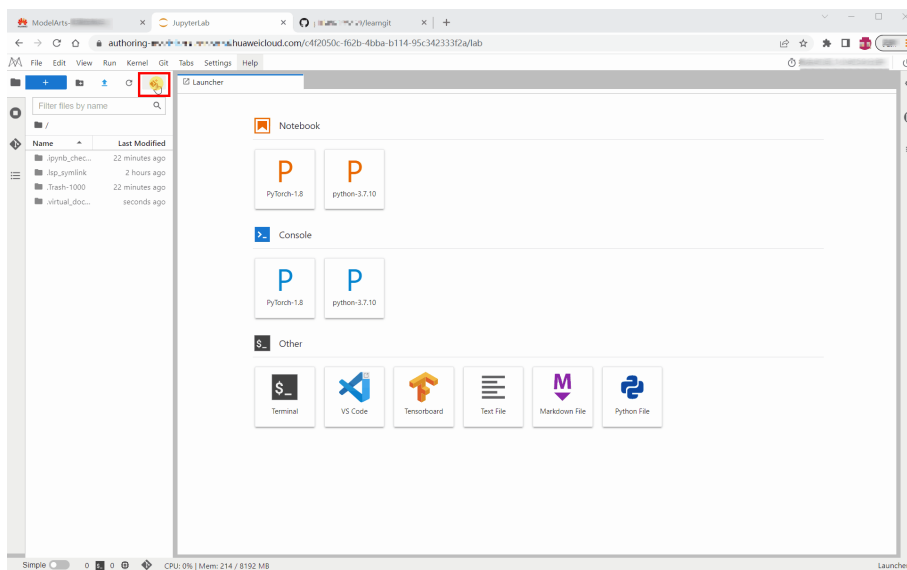 ModelArts-
JupyterLab
/learngit
authoring-
huaweicloud.com/c4f2050c-f62b-4bba-b114-95c342333f2a/lab
File Edit View Run Kernel Git Tabs Settings Help
Launcher
Filter files by name
/
Name Last Modified
.ipynb_chec... 22 minutes ago
.lsp_symlink 2 hours ago
.Trash-1000 22 minutes ago
.virtual_doc... seconds ago
Notebook
P P
PyTorch-1.8 python-3.7.10
Console
P P
PyTorch-1.8 python-3.7.10
$_ Other
$_ M
Terminal VS Code Tensorboard Text File Markdown File Python File
Simple 0 $_ 0 CPU: 0% | Mem: 214 / 8192 MB Launcher